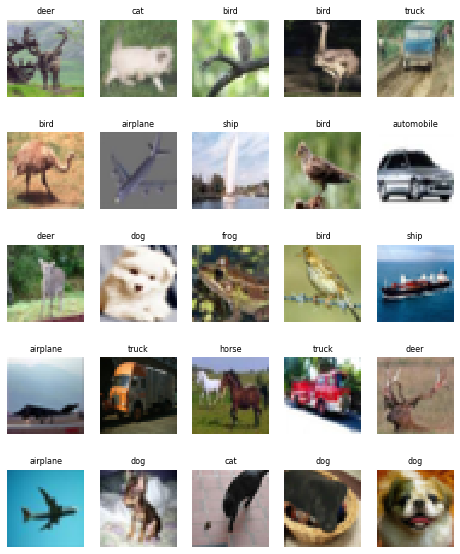 deer cat bird bird truck
bird airplane ship bird automobile
deer dog frog bird ship
airplane truck horse truck deer
airplane dog cat dog dog